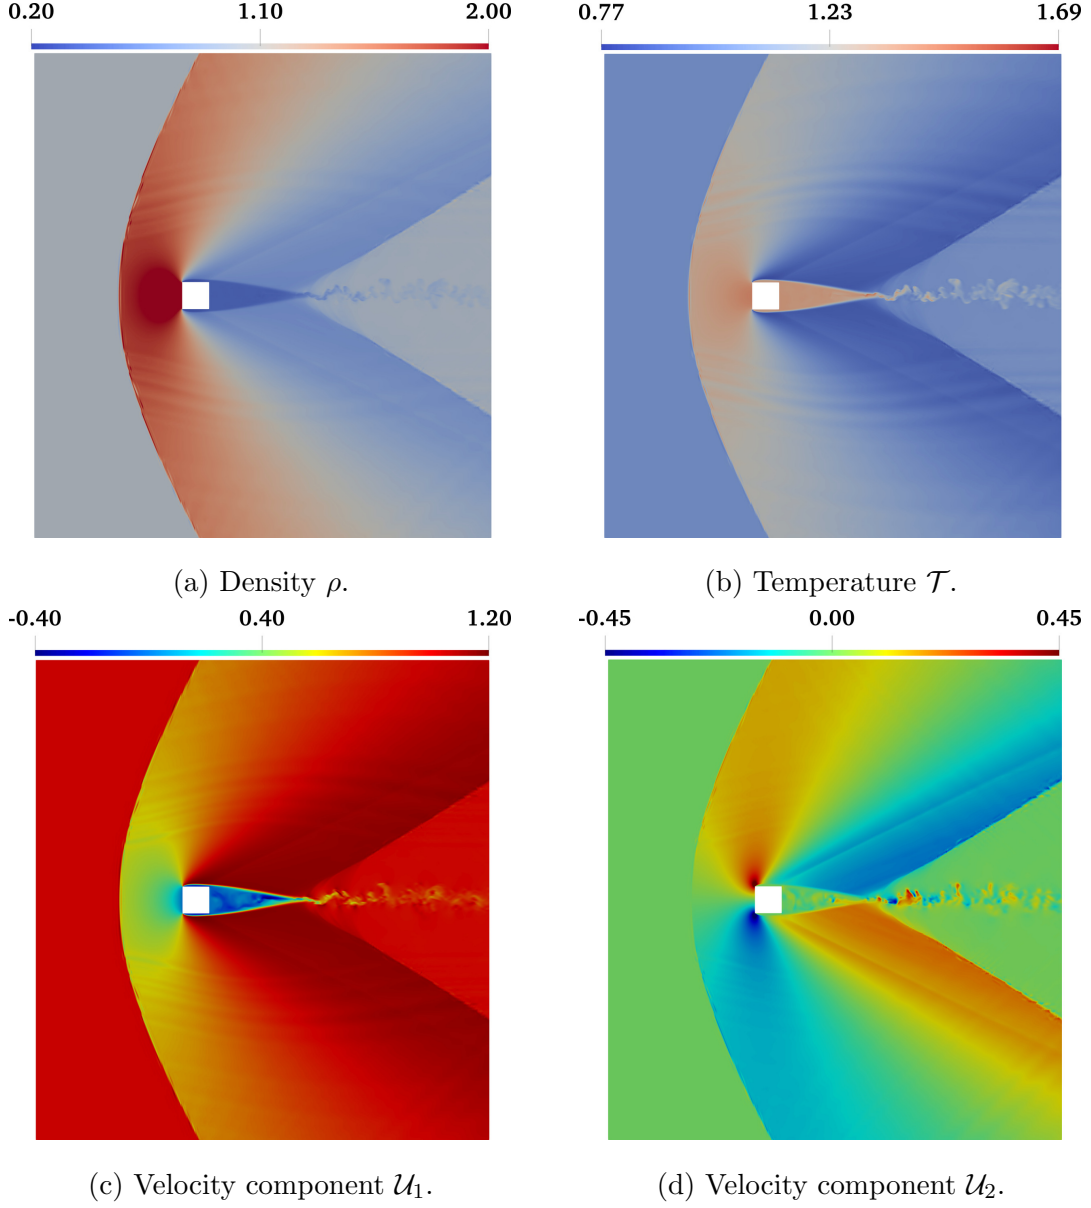 0.20 1.10 2.00
0.77 1.23 1.69
(a) Density ρ.
(b) Temperature 𝒯.
-0.40 0.40 1.20
-0.45 0.00 0.45
(c) Velocity component 𝒰₁.
(d) Velocity component 𝒰₂.